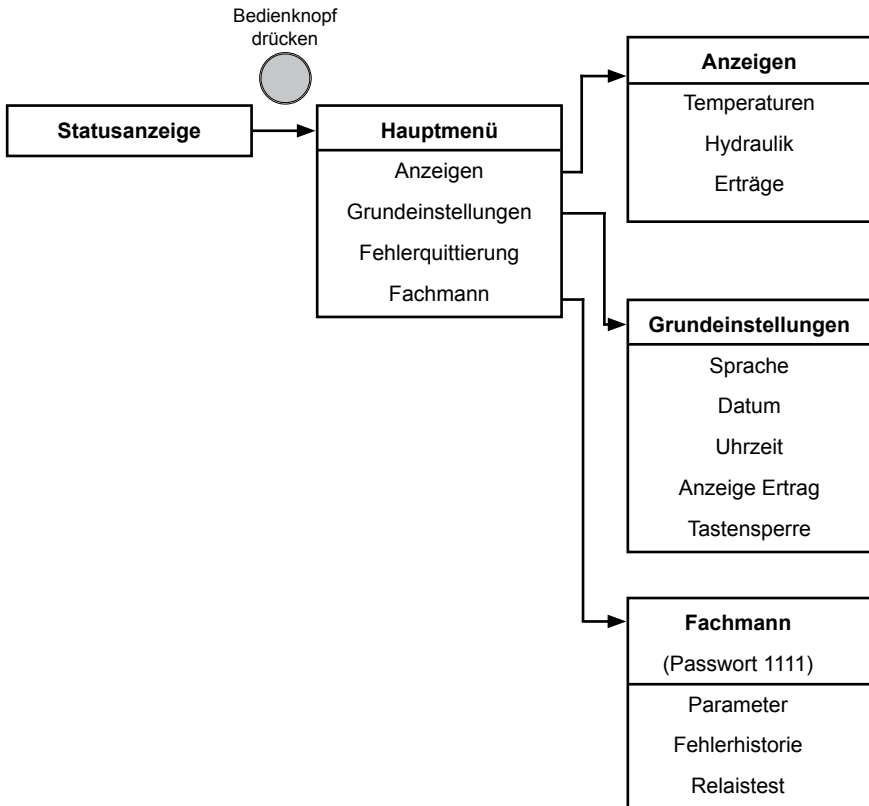 Bedienknopf
drücken
Statusanzeige
Hauptmenü
Anzeigen
Grundeinstellungen
Fehlerquittierung
Fachmann
Anzeigen
Temperaturen
Hydraulik
Erträge
Grundeinstellungen
Sprache
Datum
Uhrzeit
Anzeige Ertrag
Tastensperre
Fachmann
(Passwort 1111)
Parameter
Fehlerhistorie
Relaistest